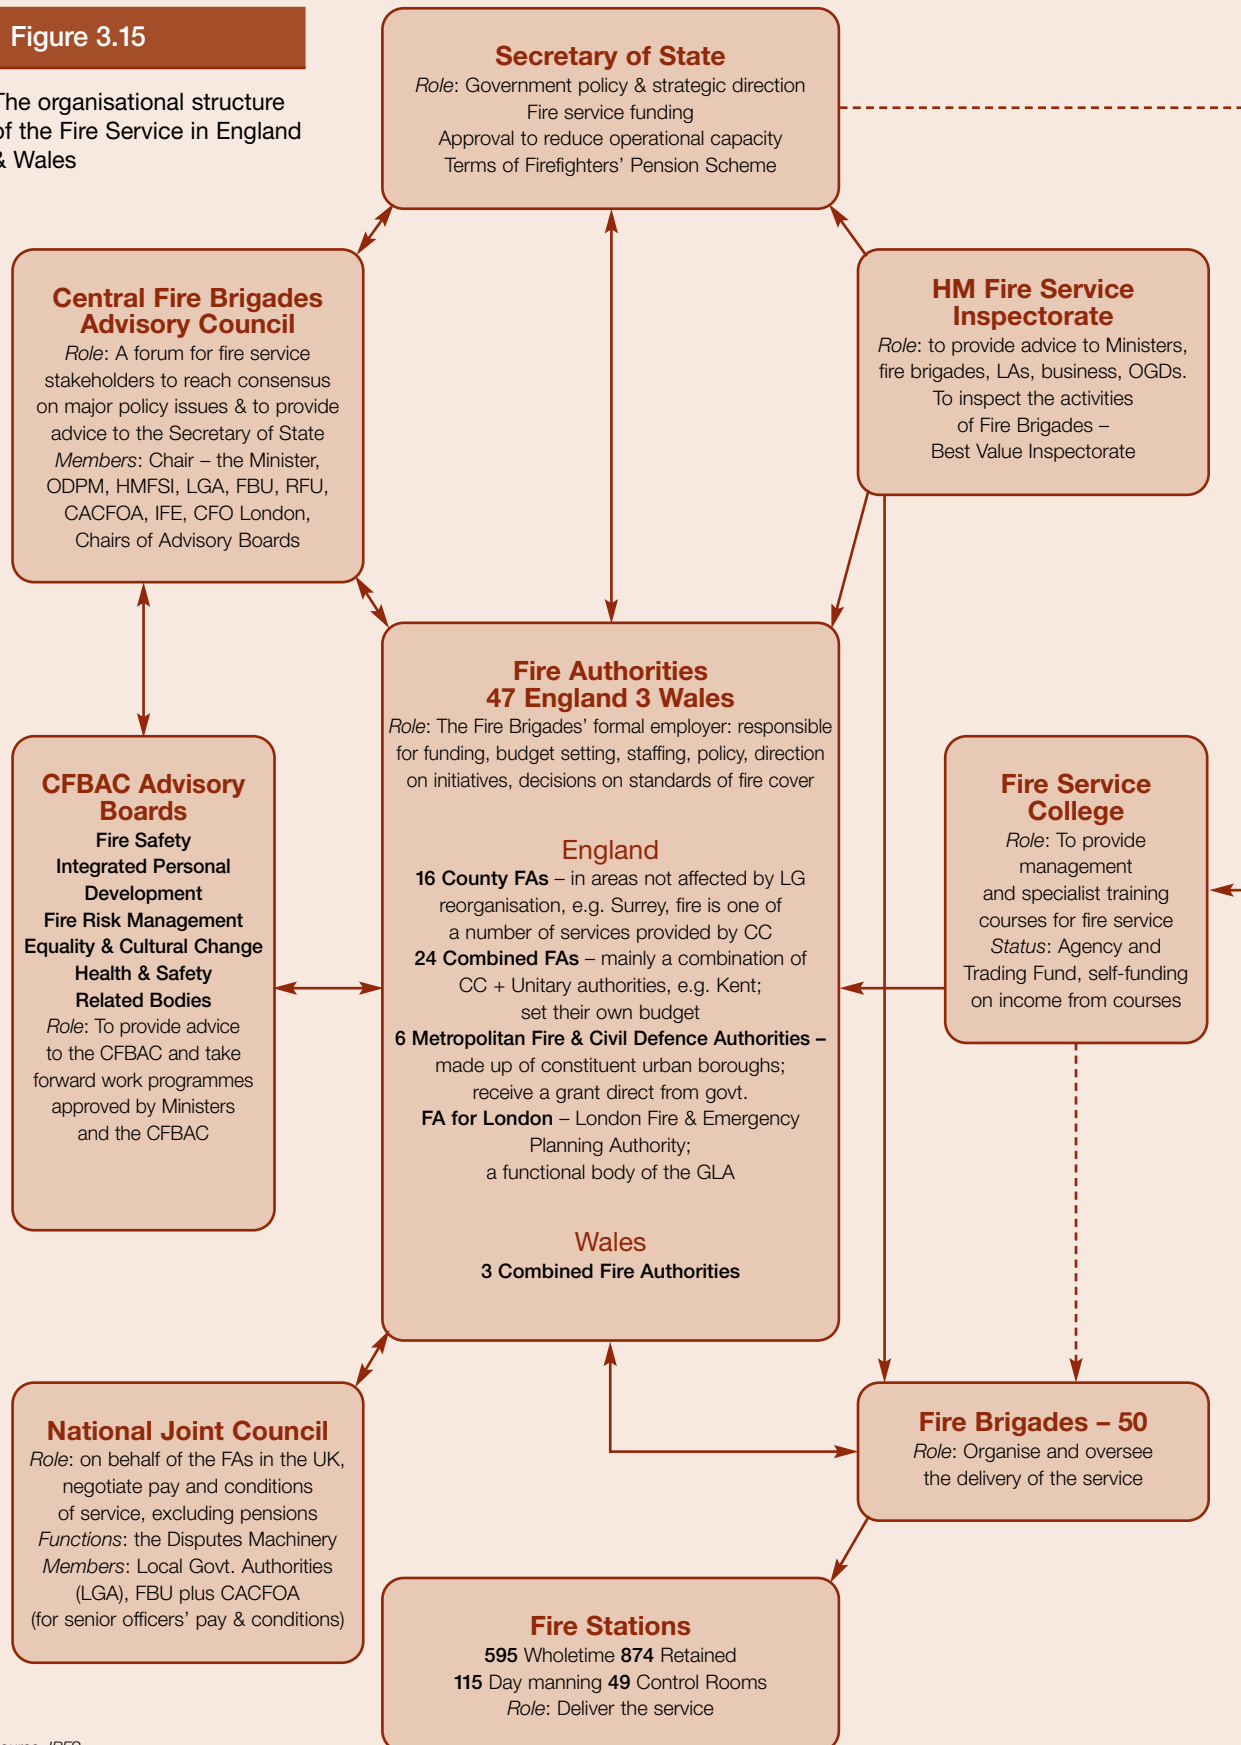 Figure 3.15
The organisational structure
of the Fire Service in England
& Wales
Secretary of State
Role: Government policy & strategic direction
Fire service funding
Approval to reduce operational capacity
Terms of Firefighters’ Pension Scheme
Central Fire Brigades
Advisory Council
Role: A forum for fire service
stakeholders to reach consensus
on major policy issues & to provide
advice to the Secretary of State
Members: Chair – the Minister,
ODPM, HMFSI, LGA, FBU, RFU,
CACFOA, IFE, CFO London,
Chairs of Advisory Boards
HM Fire Service
Inspectorate
Role: to provide advice to Ministers,
fire brigades, LAs, business, OGDs.
To inspect the activities
of Fire Brigades –
Best Value Inspectorate
Fire Authorities
47 England 3 Wales
Role: The Fire Brigades’ formal employer: responsible
for funding, budget setting, staffing, policy, direction
on initiatives, decisions on standards of fire cover
England
16 County FAs – in areas not affected by LG
reorganisation, e.g. Surrey, fire is one of
a number of services provided by CC
24 Combined FAs – mainly a combination of
CC + Unitary authorities, e.g. Kent;
set their own budget
6 Metropolitan Fire & Civil Defence Authorities –
made up of constituent urban boroughs;
receive a grant direct from govt.
FA for London – London Fire & Emergency
Planning Authority;
a functional body of the GLA
Wales
3 Combined Fire Authorities
CFBAC Advisory
Boards
Fire Safety
Integrated Personal
Development
Fire Risk Management
Equality & Cultural Change
Health & Safety
Related Bodies
Role: To provide advice
to the CFBAC and take
forward work programmes
approved by Ministers
and the CFBAC
Fire Service
College
Role: To provide
management
and specialist training
courses for fire service
Status: Agency and
Trading Fund, self-funding
on income from courses
National Joint Council
Role: on behalf of the FAs in the UK,
negotiate pay and conditions
of service, excluding pensions
Functions: the Disputes Machinery
Members: Local Govt. Authorities
(LGA), FBU plus CACFOA
(for senior officers’ pay & conditions)
Fire Brigades – 50
Role: Organise and oversee
the delivery of the service
Fire Stations
595 Wholetime 874 Retained
115 Day manning 49 Control Rooms
Role: Deliver the service